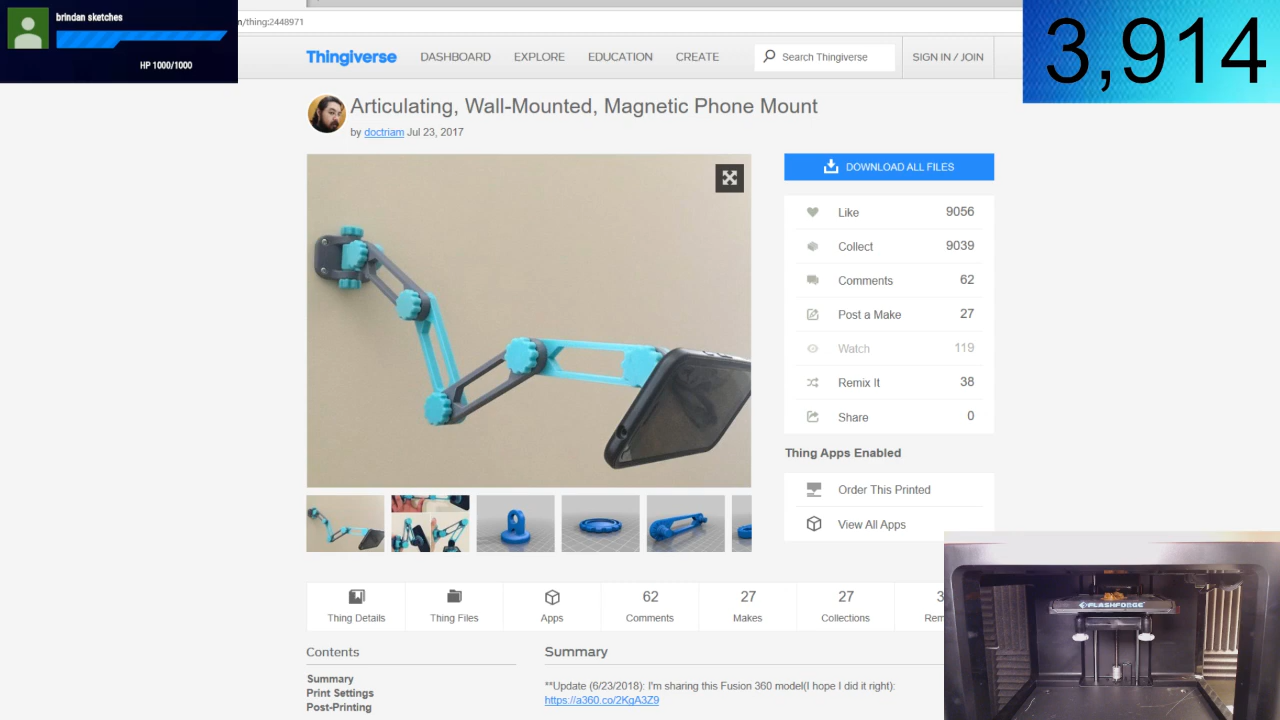 brindan sketches
HP 1000/1000
n/thing:2448971
3,914
Thingiverse DASHBOARD EXPLORE EDUCATION CREATE Search Thingiverse SIGN IN / JOIN
Articulating, Wall-Mounted, Magnetic Phone Mount
by doctriam Jul 23, 2017
DOWNLOAD ALL FILES
Like 9056
Collect 9039
Comments 62
Post a Make 27
Watch 119
Remix It 38
Share 0
Thing Apps Enabled
Order This Printed
View All Apps
62 27 27 3
Thing Details Thing Files Apps Comments Makes Collections Rem
Contents
Summary
Print Settings
Post-Printing
Summary
**Update (6/23/2018): I'm sharing this Fusion 360 model(I hope I did it right):
https://a360.co/2KgA3Z9
FLASHFORGE